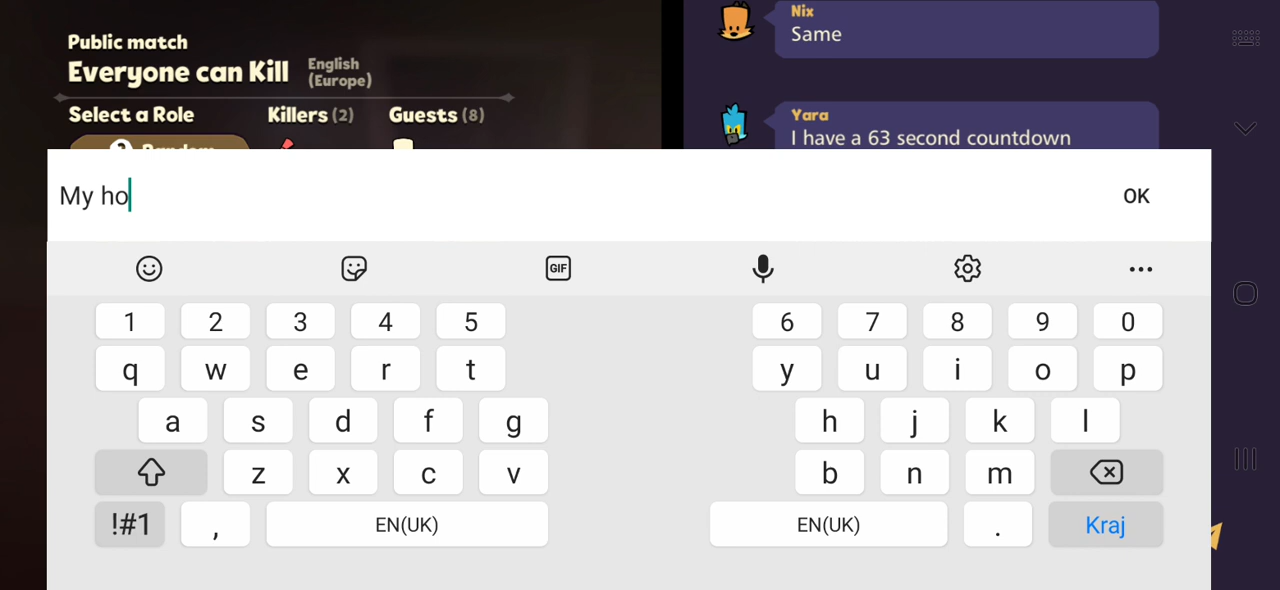 Public match
Everyone can Kill
English
(Europe)
Select a Role
Killers (2)
Guests (8)
Random
Nix
Same
Yara
I have a 63 second countdown
My ho
OK
GIF
1 2 3 4 5 6 7 8 9 0
q w e r t y u i o p
a s d f g h j k l
z x c v b n m
!#1 , EN(UK) EN(UK) . Kraj